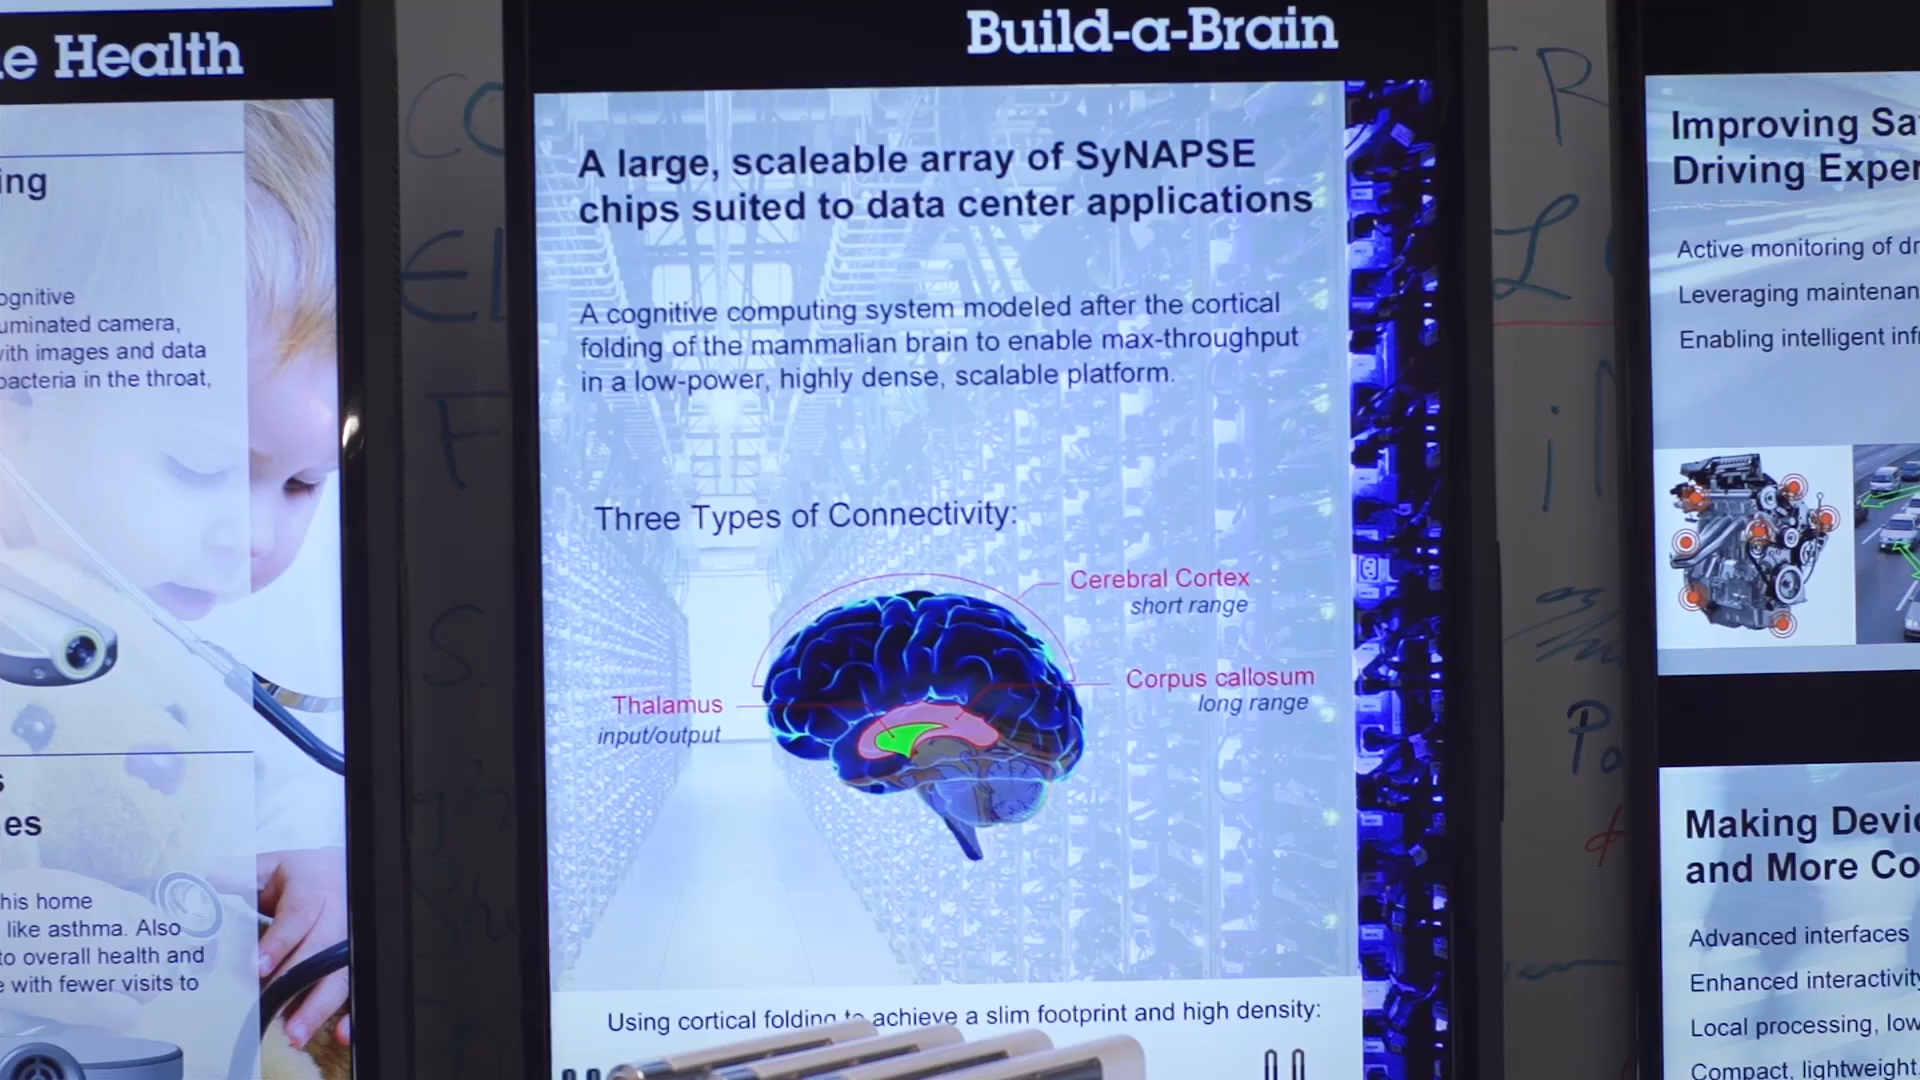 e Health
ing
ognitive
uminated camera,
with images and data
bacteria in the throat,
es
his home
like asthma. Also
to overall health and
e with fewer visits to
Build-a-Brain
A large, scaleable array of SyNAPSE
chips suited to data center applications
A cognitive computing system modeled after the cortical
folding of the mammalian brain to enable max-throughput
in a low-power, highly dense, scalable platform.
Three Types of Connectivity:
Cerebral Cortex
short range
Corpus callosum
long range
Thalamus
input/output
Using cortical folding to achieve a slim footprint and high density:
Improving Sa
Driving Exper
Active monitoring of dr
Leveraging maintenan
Enabling intelligent infr
Making Devic
and More Co
Advanced interfaces
Enhanced interactivity
Local processing, low
Compact, lightweight,